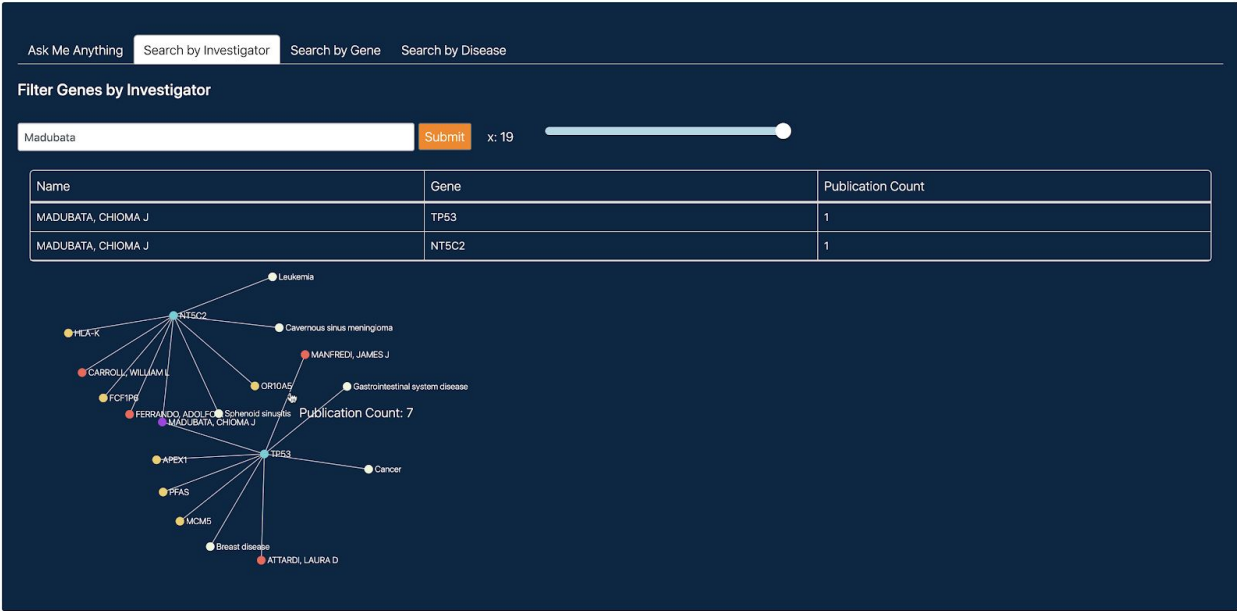 Ask Me Anything Search by Investigator Search by Gene Search by Disease
Filter Genes by Investigator
Madubata Submit x: 19
Name Gene Publication Count
MADUBATA, CHIOMA J TP53 1
MADUBATA, CHIOMA J NT5C2 1
Leukemia
NT5C2
Cavernous sinus meningioma
HLA-K
MANFREDI, JAMES J
CARROLL, WILLIAM L
OR10A5
Gastrointestinal system disease
FCF1P6
FERRANDO, ADOLFO Sphenoid sinusitis Publication Count: 7
MADUBATA, CHIOMA J
TP53
APEX1
Cancer
PFAS
MCM5
Breast disease
ATTARDI, LAURA D